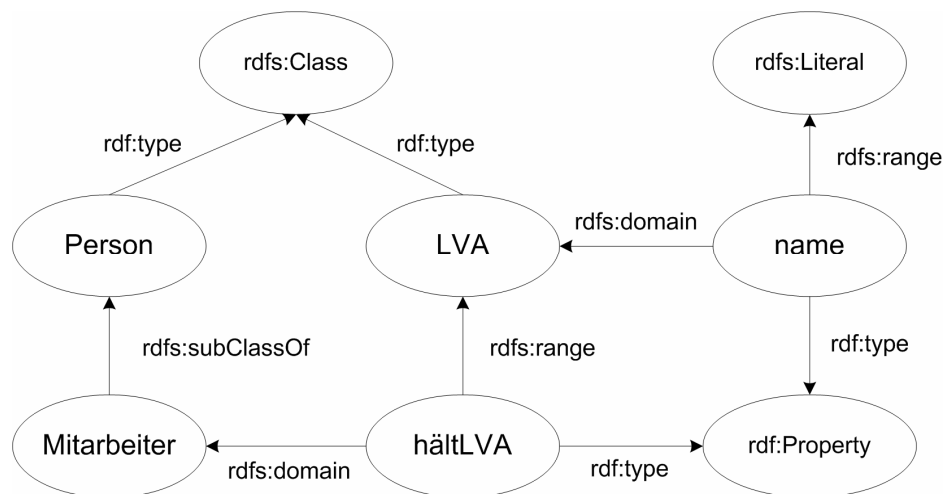 rdfs:Class
rdfs:Literal
rdf:type
rdf:type
rdfs:range
Person
LVA
rdfs:domain
name
rdfs:subClassOf
rdfs:range
rdf:type
Mitarbeiter
rdfs:domain
hältLVA
rdf:type
rdf:Property